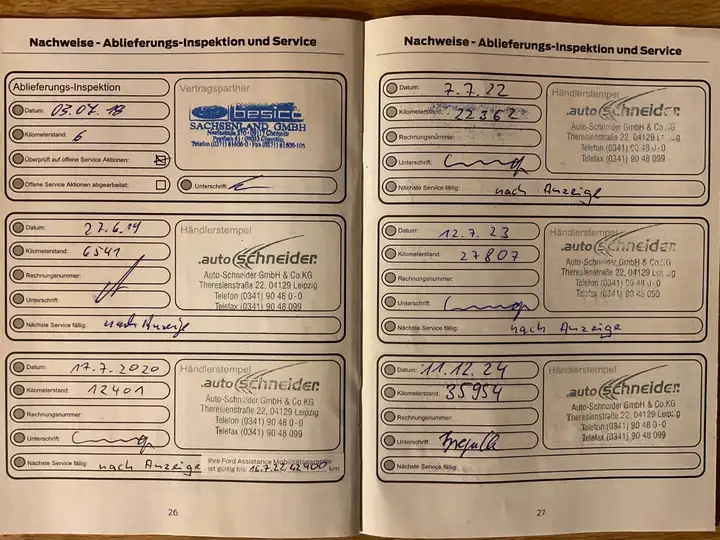 Nachweise - Ablieferungs-Inspektion und Service
Ablieferungs-Inspektion
Datum: 03.07.18
Kilometerstand: 6
Überprüft auf offene Service Aktionen:
Offene Service Aktionen abgearbeitet:
Vertragspartner
besico
SACHSENLAND GMBH
Unterschrift:
Datum: 27.6.19
Kilometerstand: 6541
Rechnungsnummer:
Unterschrift:
Nächste Service fällig: nach Anzeige
Händlerstempel
.auto Schneider.
Auto-Schneider GmbH & Co.KG
Theresienstraße 22, 04129 Leipzig
Telefon (0341) 90 48 0-0
Telefax (0341) 90 48 099
Datum: 17.7.2020
Kilometerstand: 12401
Rechnungsnummer:
Unterschrift:
Nächste Service fällig: nach Anzeige
Händlerstempel
.auto Schneider.
Auto-Schneider GmbH & Co.KG
Theresienstraße 22, 04129 Leipzig
Telefon (0341) 90 48 0-0
Telefax (0341) 90 48 099
Ihre Ford Assistance Mobilitätsgarantie
ist gültig bis: 16.7.22, 42400 km
26
Nachweise - Ablieferungs-Inspektion und Service
Datum: 7.7.22
Kilometerstand: 22362
Rechnungsnummer:
Unterschrift:
Nächste Service fällig: nach Anzeige
Händlerstempel
.auto Schneider.
Auto-Schneider GmbH & Co.KG
Theresienstraße 22, 04129 Leipzig
Telefon (0341) 90 48 0-0
Telefax (0341) 90 48 099
Datum: 12.7.23
Kilometerstand: 27807
Rechnungsnummer:
Unterschrift:
Nächste Service fällig: nach Anzeige
Händlerstempel
.auto Schneider.
Auto-Schneider GmbH & Co.KG
Theresienstraße 22, 04129
Telefon (0341) 90 48 0-0
Telefax (0341) 90 48
Datum: 11.12.24
Kilometerstand: 35954
Rechnungsnummer:
Unterschrift:
Nächste Service fällig:
Händlerstempel
.auto Schneider.
Auto-Schneider GmbH & Co.KG
Theresienstraße 22, 04129
Telefon (0341) 90 48 0-0
Telefax (0341) 90 48 099
27